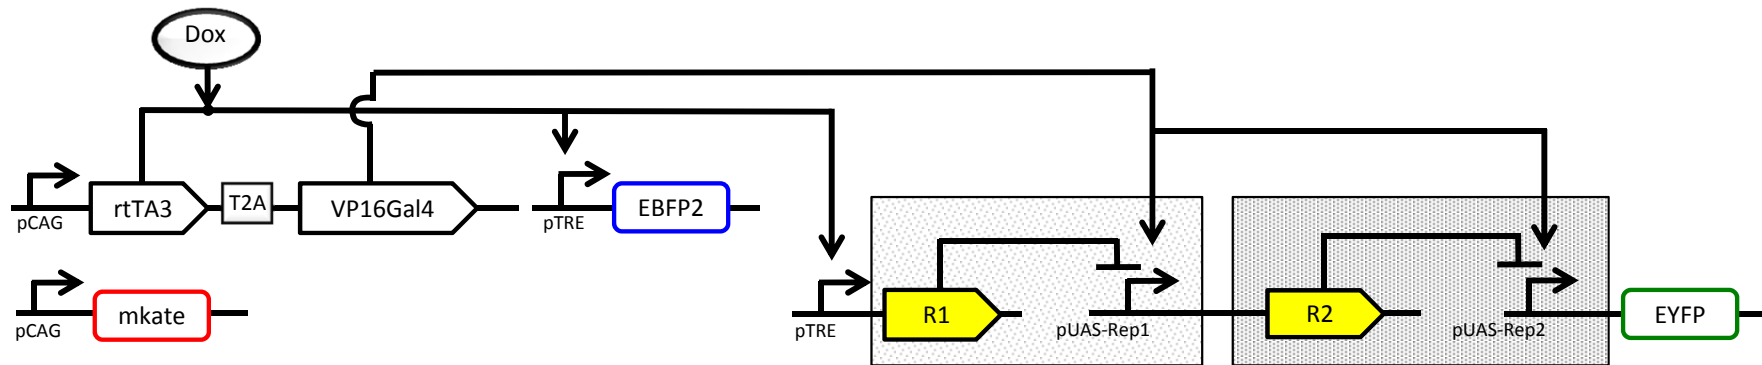 Dox
pCAG
rtTA3
T2A
VP16Gal4
pTRE
EBFP2
pCAG
mkate
pTRE
R1
pUAS-Rep1
R2
pUAS-Rep2
EYFP